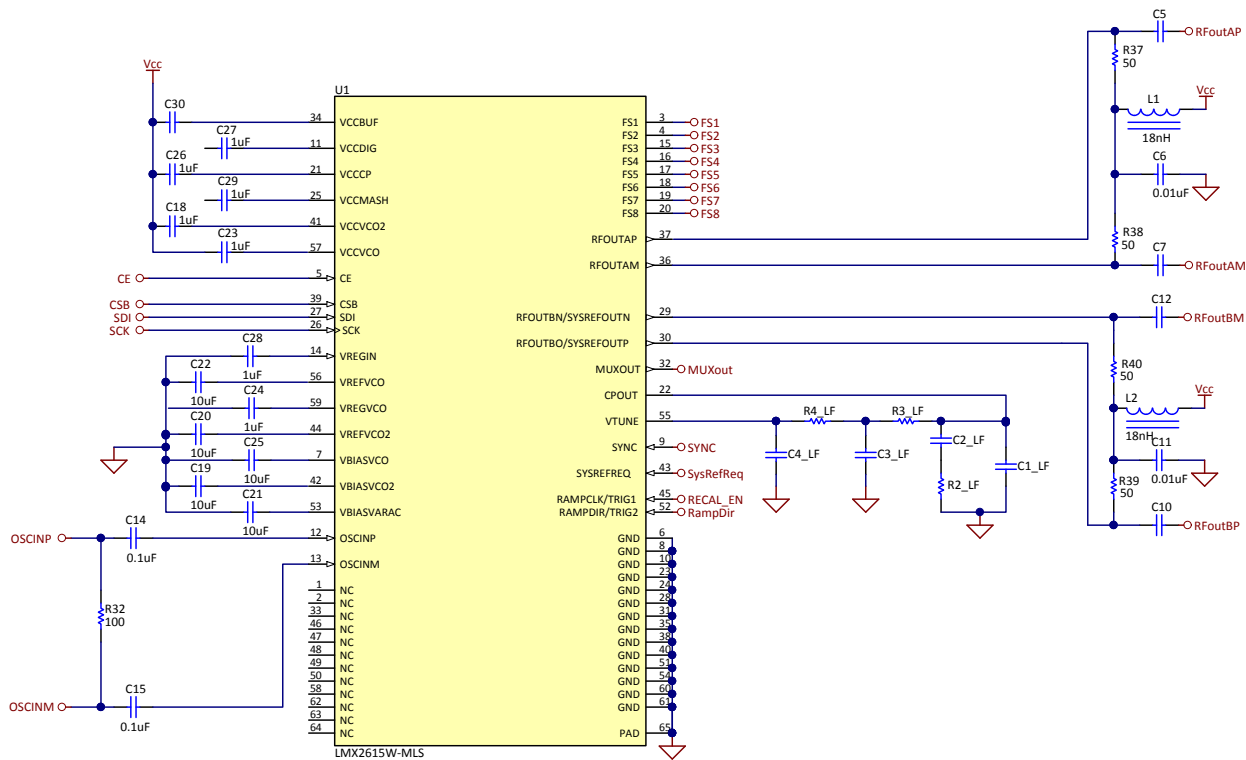 Vcc
C30
C27
1uF
C26
1uF
C29
1uF
C18
1uF
C23
1uF
CE
CSB
SDI
SCK
C28
1uF
C22
10uF
C24
1uF
C20
10uF
C25
10uF
C19
10uF
C21
10uF
OSCINP
C14
0.1uF
R32
100
OSCINM
C15
0.1uF
U1
34 VCCBUF
11 VCCDIG
21 VCCCP
25 VCCMASH
41 VCCVCO2
57 VCCVCO
5 CE
39 CSB
27 SDI
26 SCK
14 VREGIN
56 VREFVCO
59 VREGVCO
44 VREFVCO2
7 VBIASVCO
42 VBIASVCO2
53 VBIASVARAC
12 OSCINP
13 OSCINM
1 NC
2 NC
33 NC
46 NC
47 NC
48 NC
49 NC
50 NC
58 NC
62 NC
63 NC
64 NC
FS1 3 FS1
FS2 4 FS2
FS3 15 FS3
FS4 16 FS4
FS5 17 FS5
FS6 18 FS6
FS7 19 FS7
FS8 20 FS8
RFOUTAP 37
RFOUTAM 36
RFOUTBN/SYSREFOUTN 29
RFOUTBO/SYSREFOUTP 30
MUXOUT 32 MUXout
CPOUT 22
VTUNE 55
SYNC 9 SYNC
SYSREFREQ 43 SysRefReq
RAMPCLK/TRIG1 45 RECAL_EN
RAMPDIR/TRIG2 52 RampDir
GND 6
GND 8
GND 10
GND 23
GND 24
GND 28
GND 31
GND 35
GND 38
GND 40
GND 51
GND 54
GND 60
GND 61
PAD 65
LMX2615W-MLS
R4_LF
R3_LF
C4_LF
C3_LF
C2_LF
R2_LF
C1_LF
C5
RFoutAP
R37
50
L1
Vcc
18nH
C6
0.01uF
R38
50
C7
RFoutAM
C12
RFoutBM
R40
50
L2
Vcc
18nH
C11
0.01uF
R39
50
C10
RFoutBP